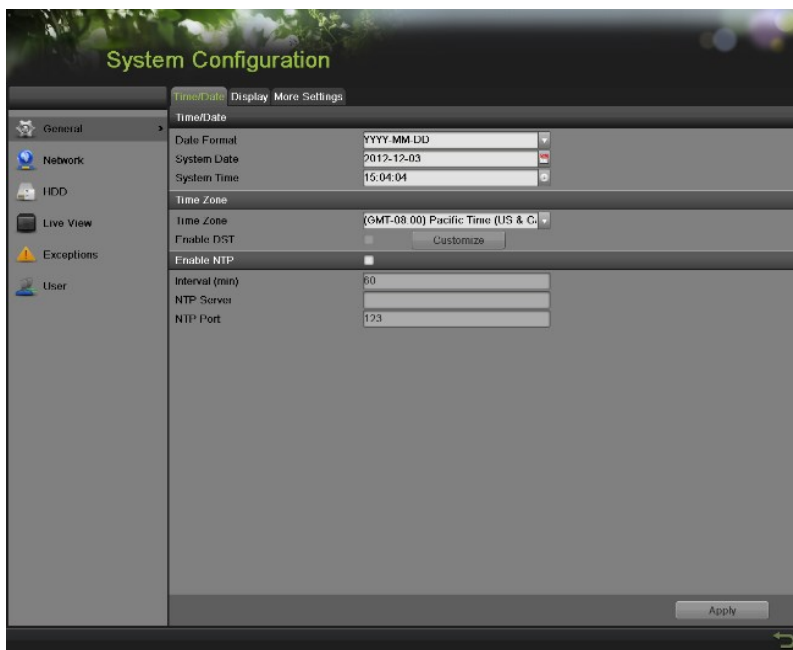 System Configuration
Time/Date Display More Settings
General
Network
HDD
Live View
Exceptions
User
Time/Date
Date Format YYYY-MM-DD
System Date 2012-12-03
System Time 15:04:04
Time Zone
Time Zone (GMT-08:00) Pacific Time (US & C
Enable DST Customize
Enable NTP
Interval (min) 60
NTP Server
NTP Port 123
Apply